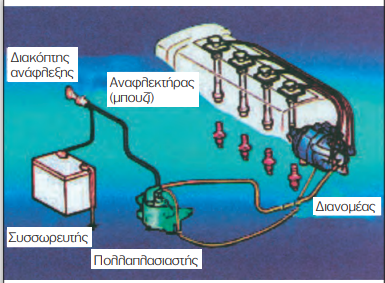 Διακόπτης
ανάφλεξης
Αναφλεκτήρας
(μπουζί)
Διανομέας
Συσσωρευτής
Πολλαπλασιαστής